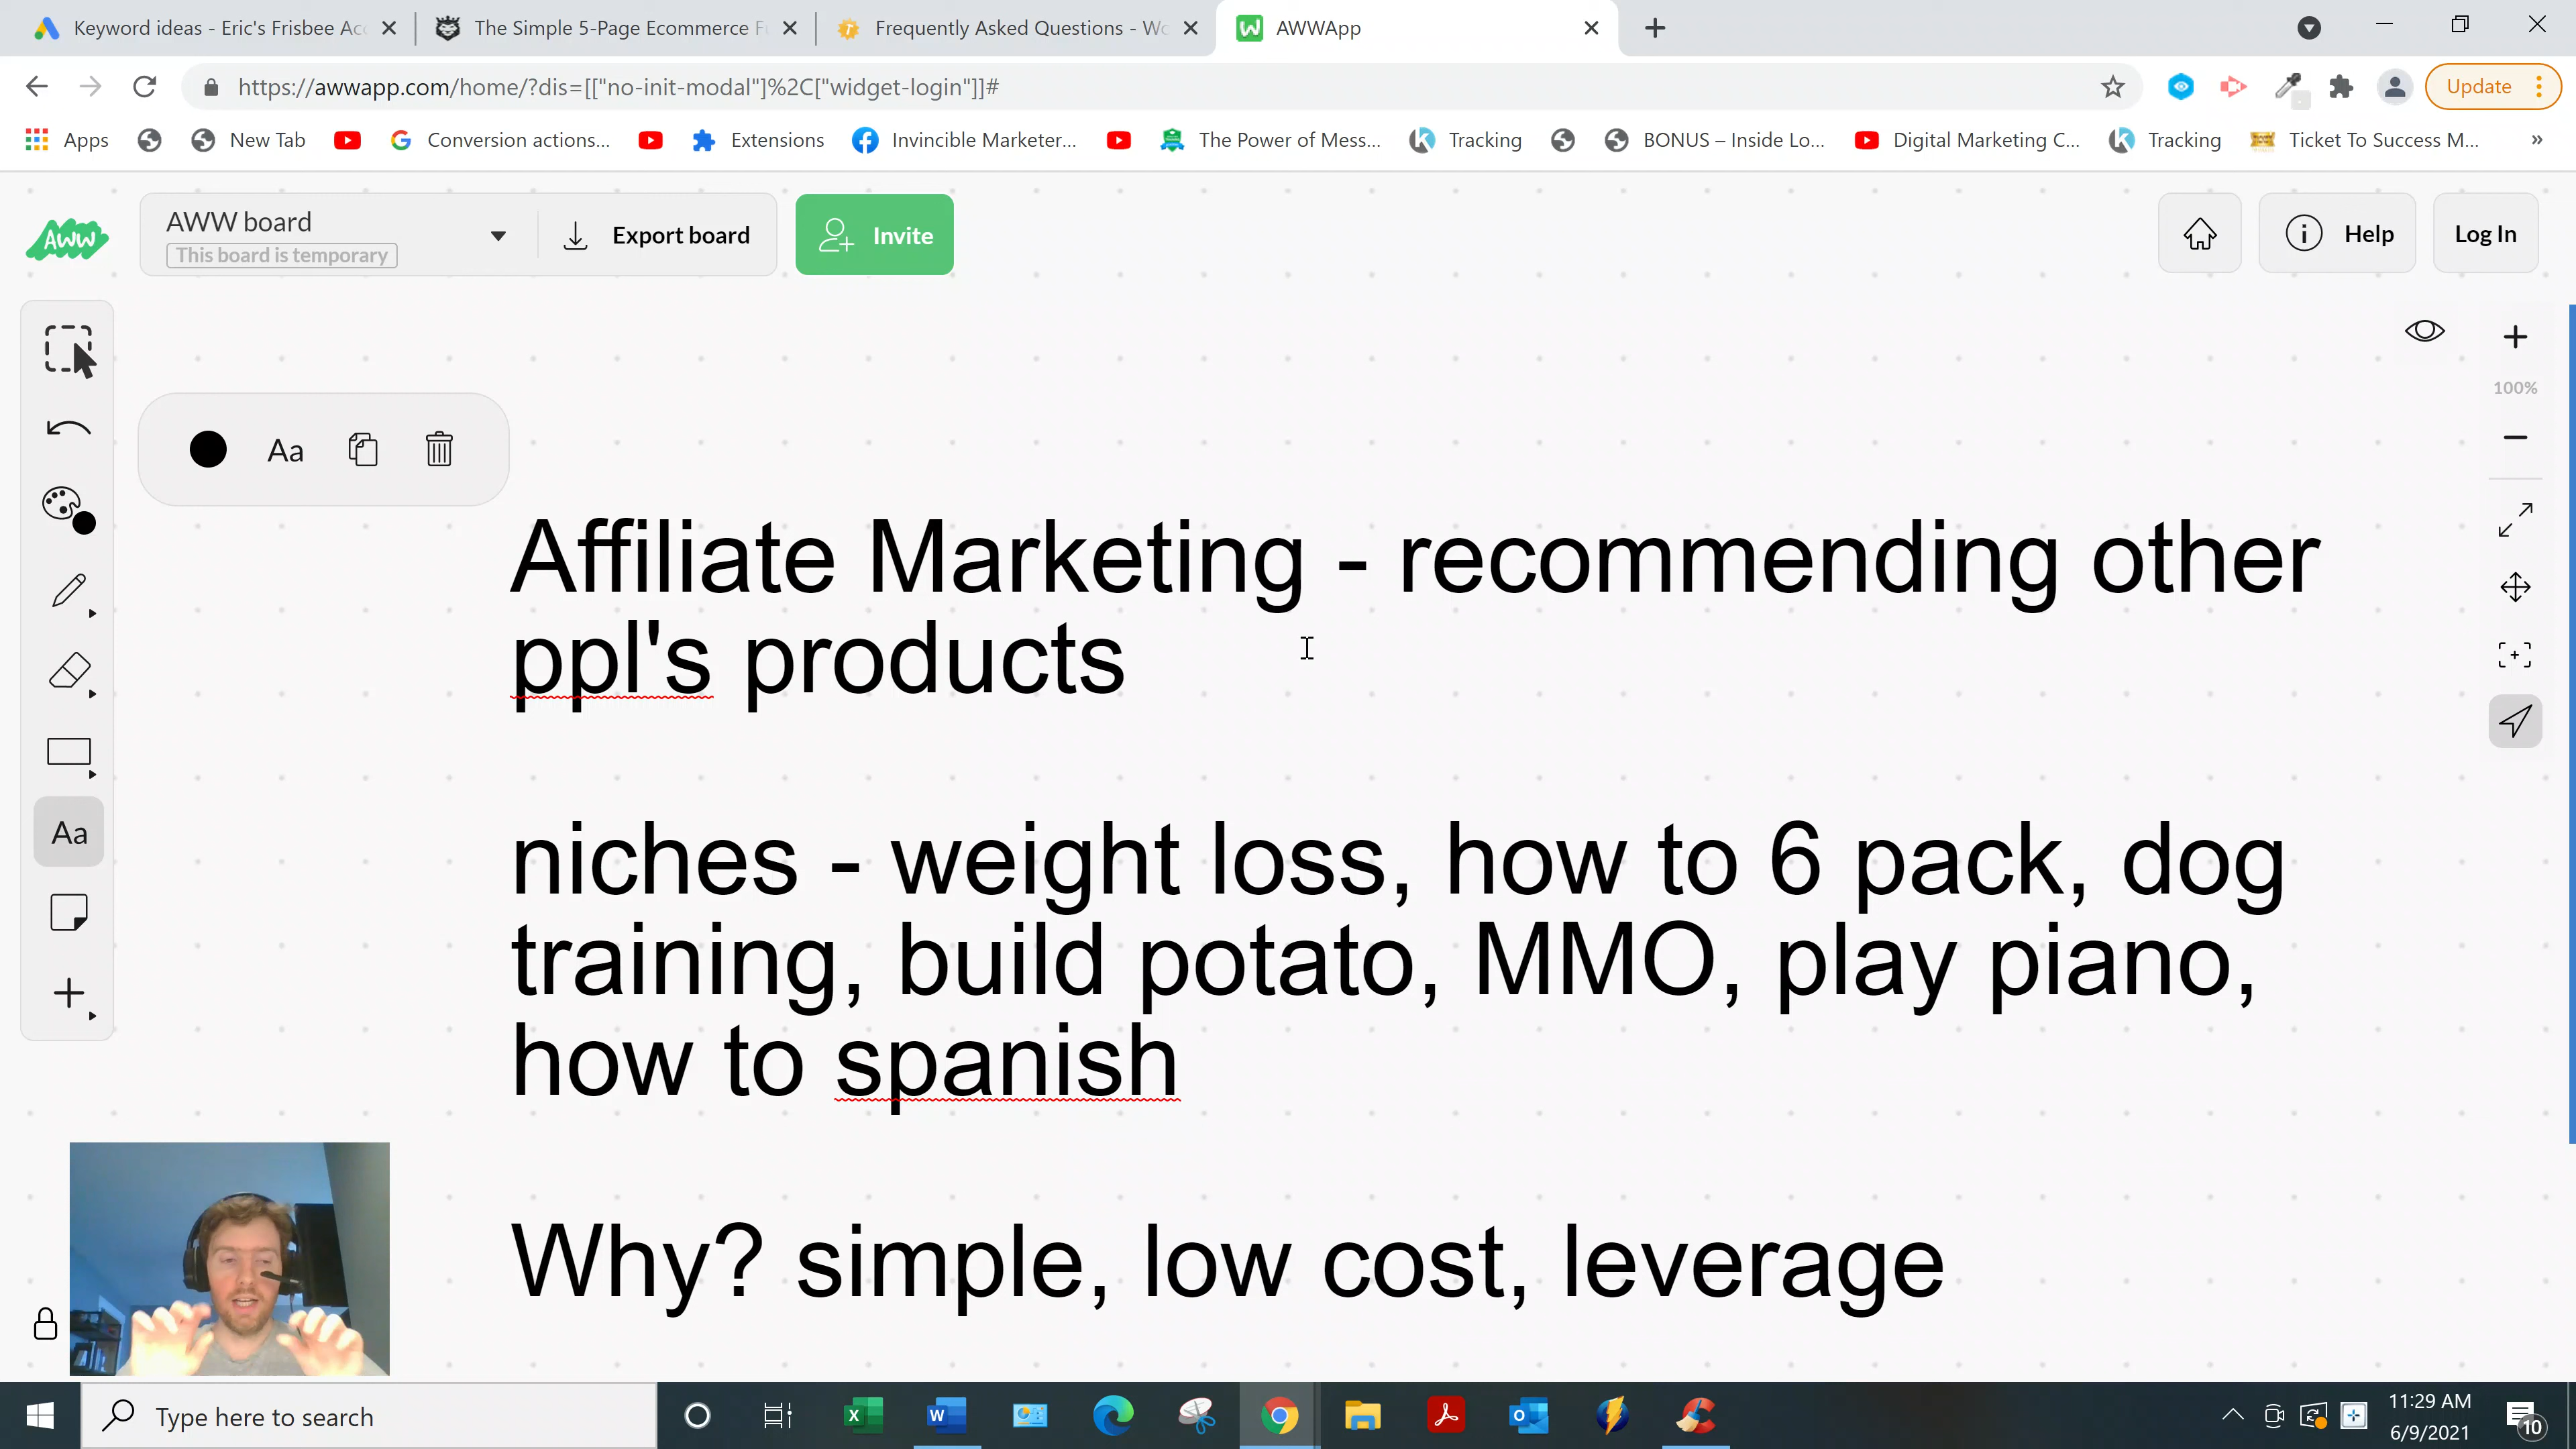 Keyword ideas - Eric's Frisbee Acc
The Simple 5-Page Ecommerce F
Frequently Asked Questions - Wo
AWWApp
https://awwapp.com/home/?dis=[["no-init-modal"]%2C["widget-login"]]#
Update
Apps
New Tab
Conversion actions...
Extensions
Invincible Marketer...
The Power of Mess...
Tracking
BONUS – Inside Lo...
Digital Marketing C...
Tracking
Ticket To Success M...
»
AWW
AWW board
This board is temporary
Export board
Invite
Help
Log In
100%
Aa
Affiliate Marketing - recommending other
ppl's products
niches - weight loss, how to 6 pack, dog
training, build potato, MMO, play piano,
how to spanish
Why? simple, low cost, leverage
Aa
Type here to search
11:29 AM
6/9/2021
10